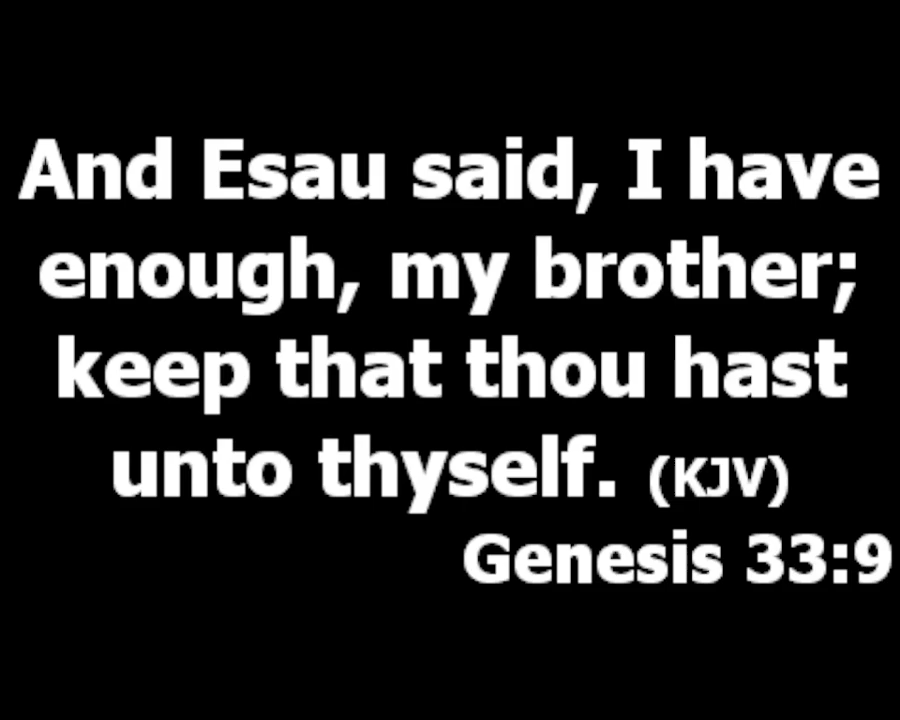 And Esau said, I have
enough, my brother;
keep that thou hast
unto thyself. (KJV)
Genesis 33:9